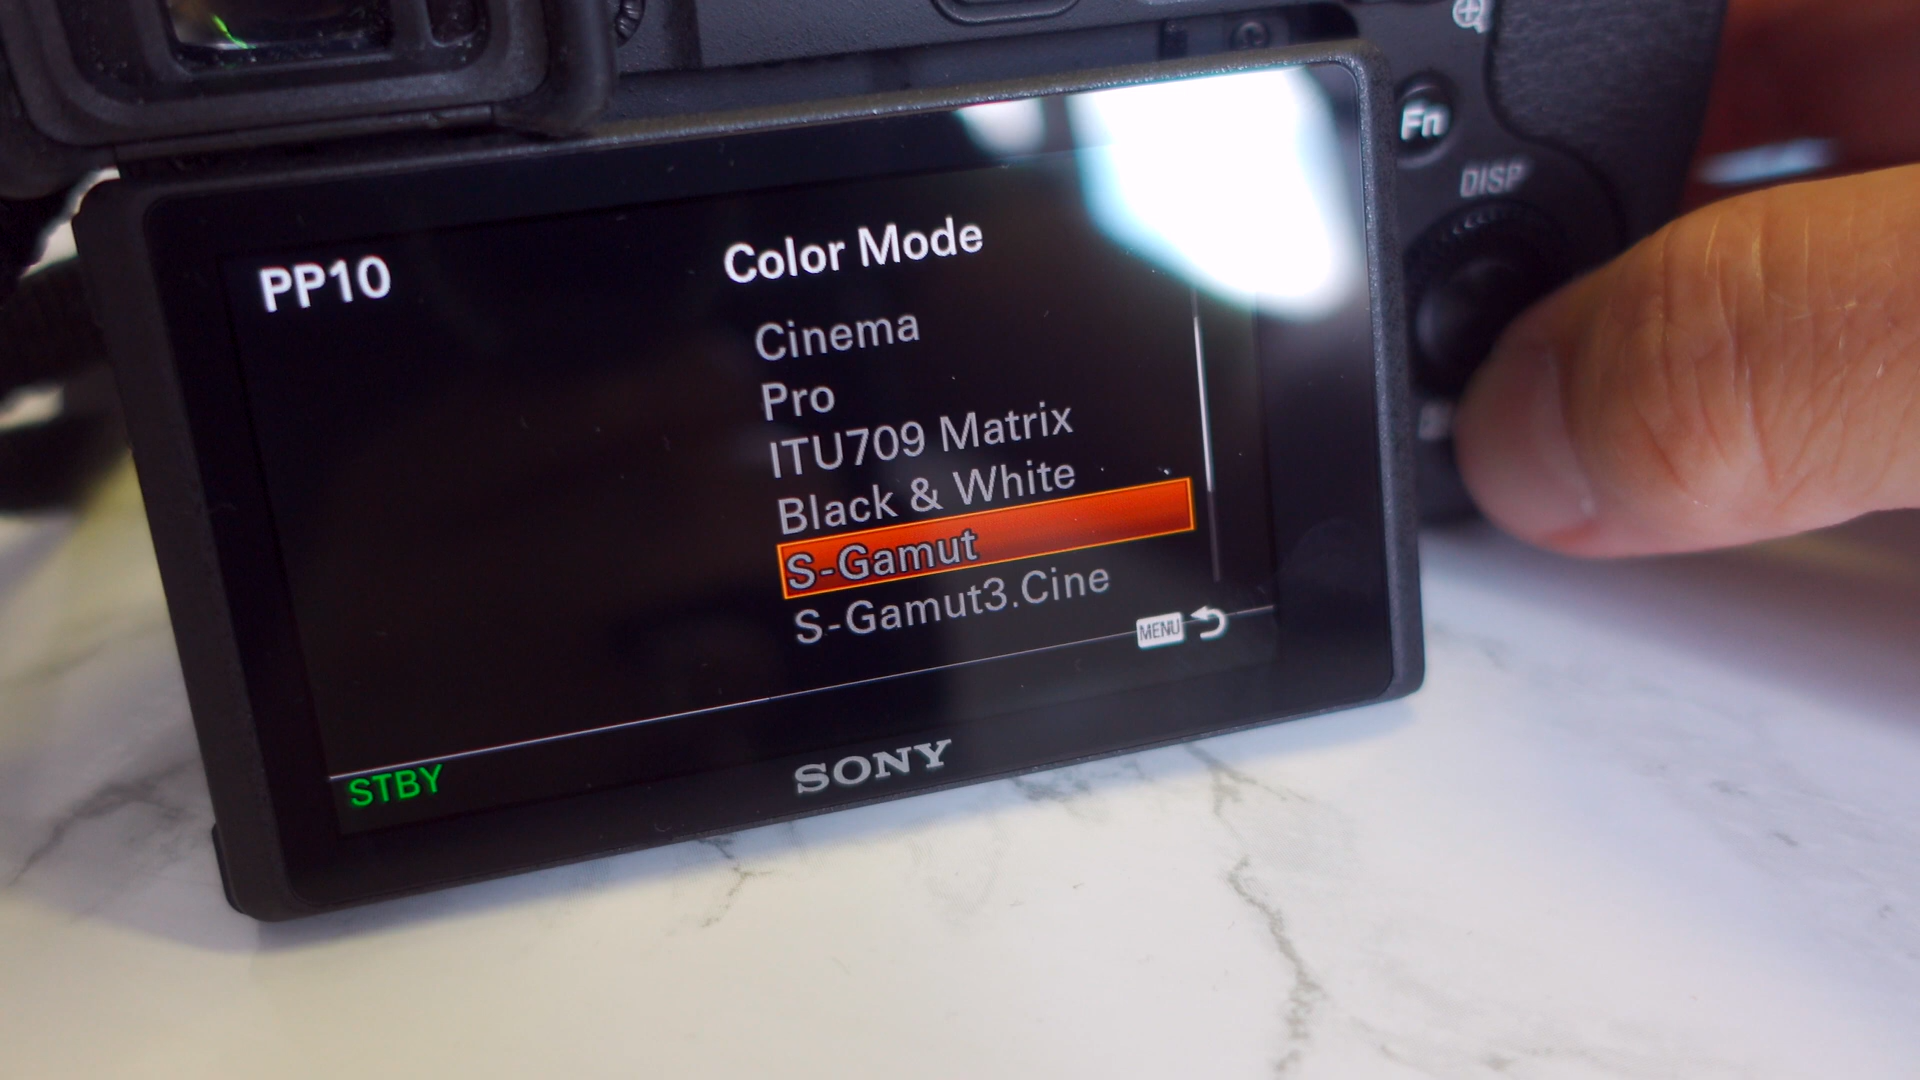 Fn
DISP
PP10
Color Mode
Cinema
Pro
ITU709 Matrix
Black & White
S-Gamut
S-Gamut3.Cine
MENU
STBY
SONY